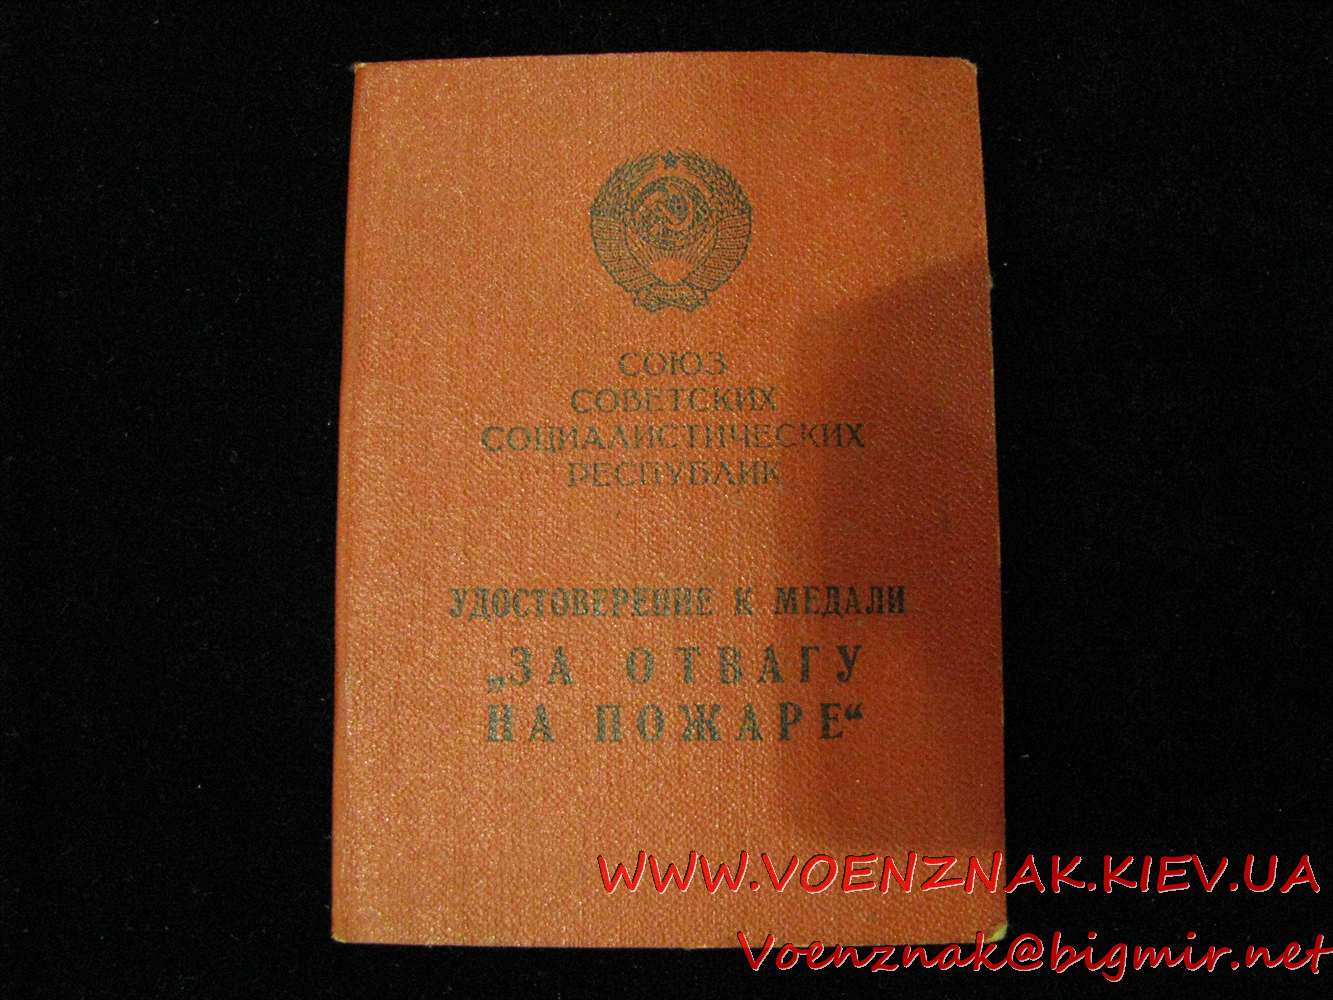 СОЮЗ
СОВЕТСКИХ
СОЦИАЛИСТИЧЕСКИХ
РЕСПУБЛИК
УДОСТОВЕРЕНИЕ К МЕДАЛИ
„ЗА ОТВАГУ
НА ПОЖАРЕ“
WWW.VOENZNAK.KIEV.UA
Voenznak@bigmir.net